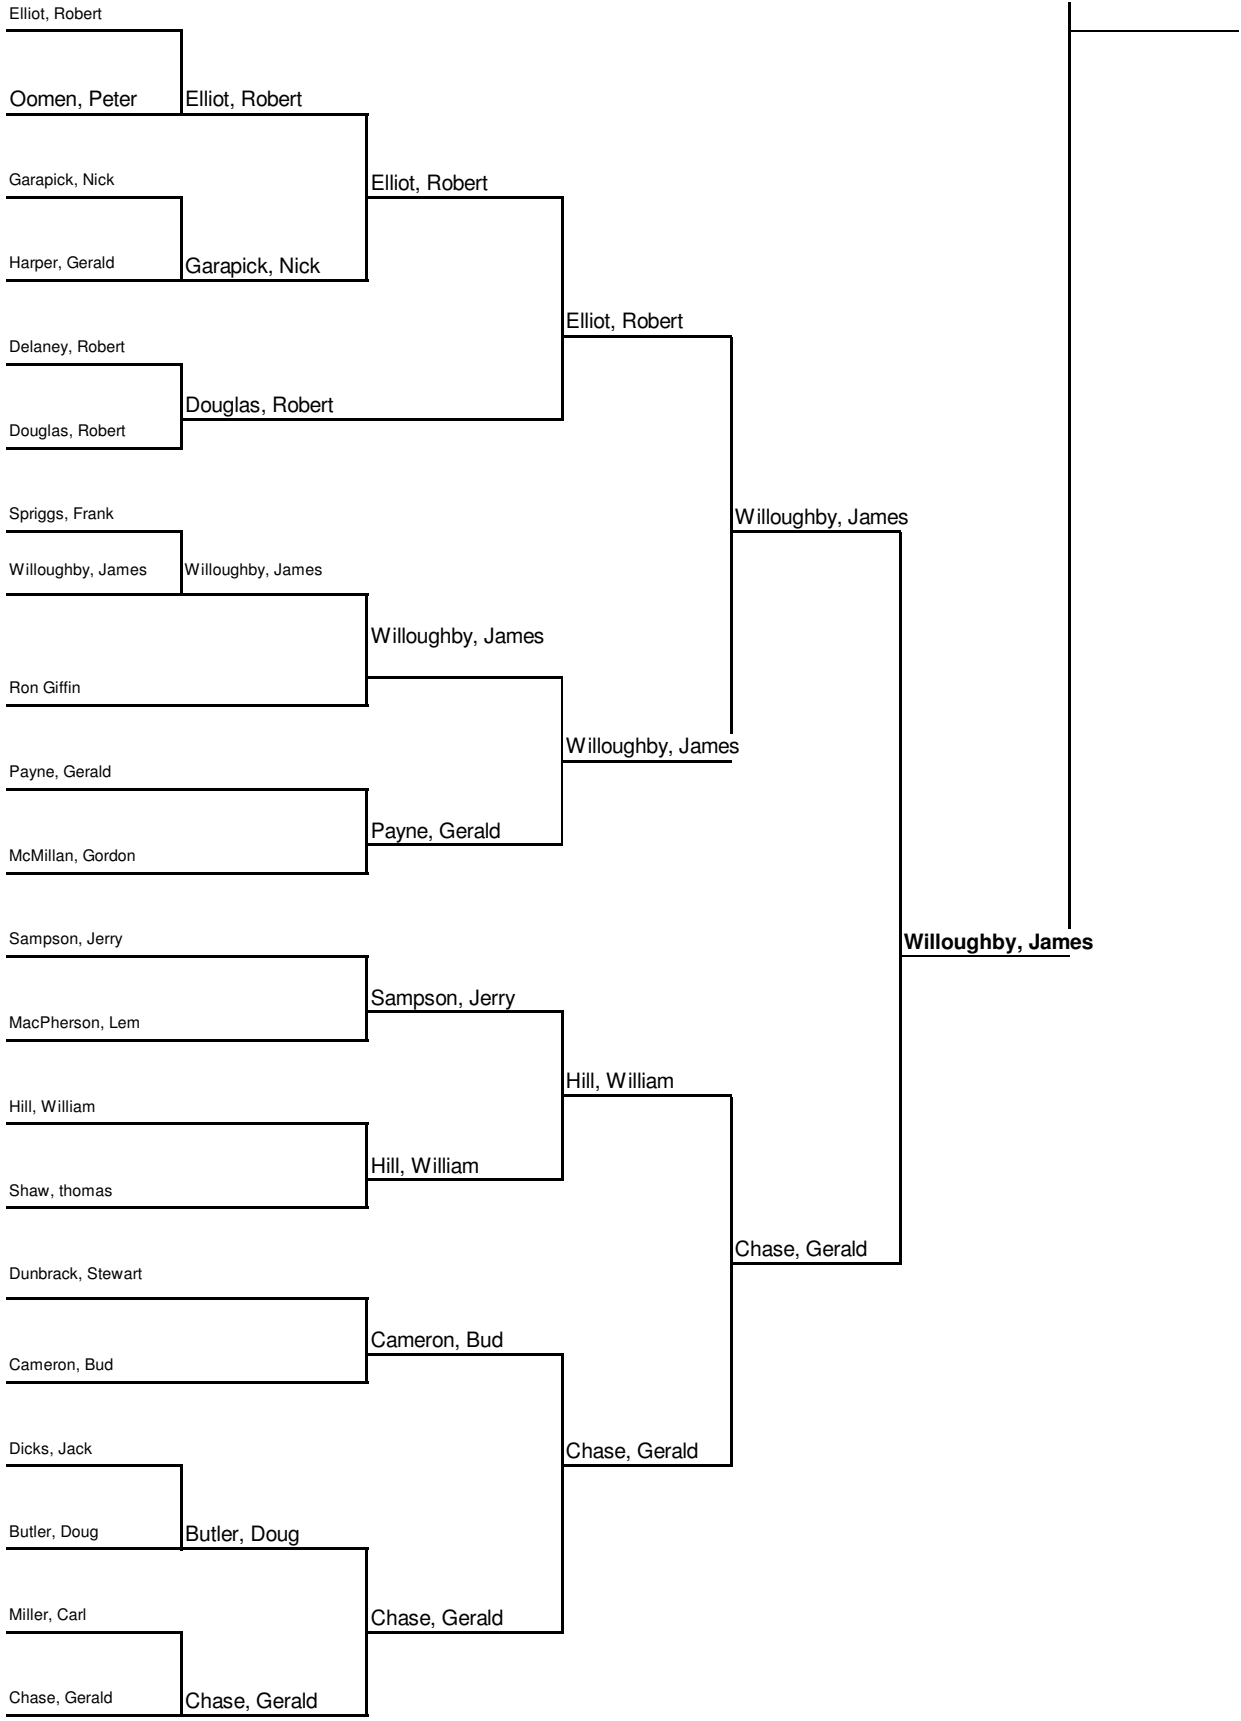 Elliot, Robert
Oomen, Peter
Elliot, Robert
Garapick, Nick
Elliot, Robert
Harper, Gerald
Garapick, Nick
Elliot, Robert
Delaney, Robert
Douglas, Robert
Douglas, Robert
Spriggs, Frank
Willoughby, James
Willoughby, James
Willoughby, James
Willoughby, James
Ron Giffin
Willoughby, James
Payne, Gerald
Payne, Gerald
McMillan, Gordon
Sampson, Jerry
Willoughby, James
Sampson, Jerry
MacPherson, Lem
Hill, William
Hill, William
Hill, William
Shaw, thomas
Chase, Gerald
Dunbrack, Stewart
Cameron, Bud
Cameron, Bud
Dicks, Jack
Chase, Gerald
Butler, Doug
Butler, Doug
Miller, Carl
Chase, Gerald
Chase, Gerald
Chase, Gerald